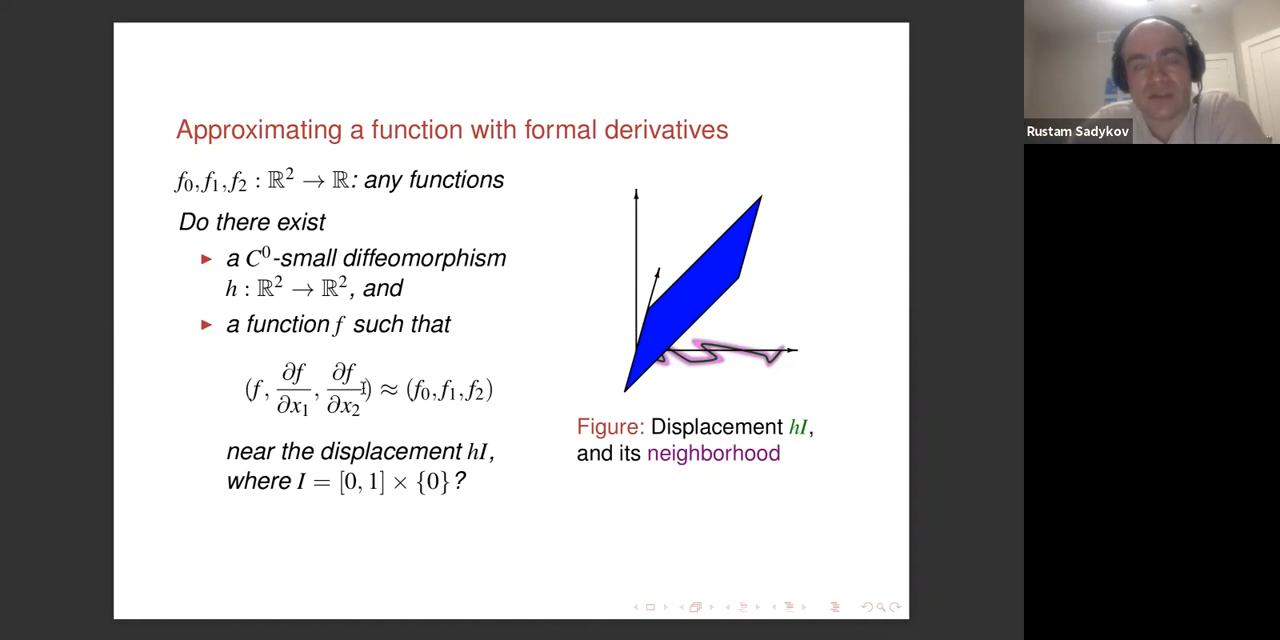 Approximating a function with formal derivatives
f₀, f₁, f₂ : ℝ² → ℝ: any functions
Do there exist
► a C⁰-small diffeomorphism
h : ℝ² → ℝ², and
► a function f such that
(f, ∂f/∂x₁, ∂f/∂x₂) ≈ (f₀, f₁, f₂)
near the displacement hI,
where I = [0, 1] × {0}?
Figure: Displacement hI,
and its neighborhood
Rustam Sadykov